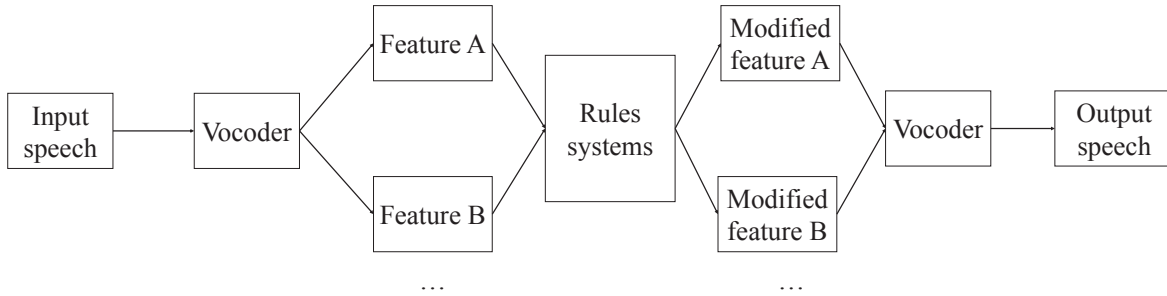 Input
speech
Vocoder
Feature A
Feature B
…
Rules
systems
Modified
feature A
Modified
feature B
…
Vocoder
Output
speech